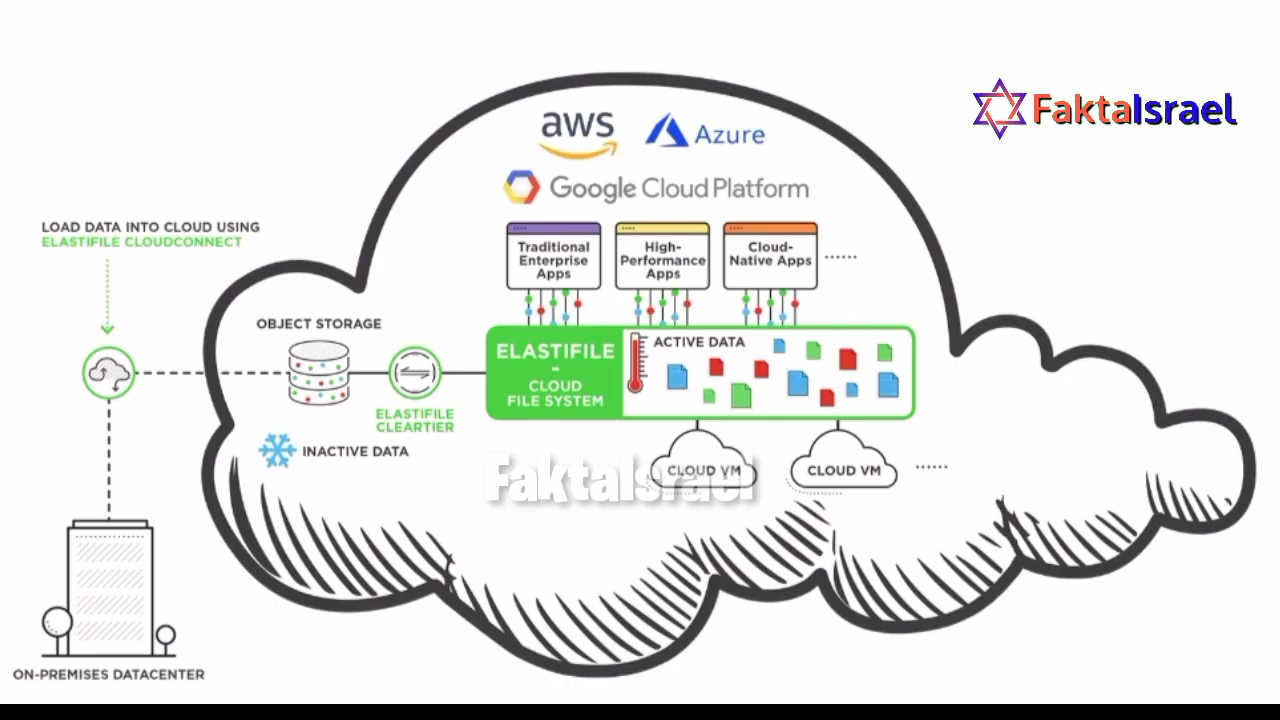 FaktaIsrael
aws
Azure
Google Cloud Platform
LOAD DATA INTO CLOUD USING
ELASTIFILE CLOUDCONNECT
Traditional
Enterprise
Apps
High-
Performance
Apps
Cloud-
Native Apps
OBJECT STORAGE
ELASTIFILE
CLEARTIER
INACTIVE DATA
ELASTIFILE
-
CLOUD
FILE SYSTEM
ACTIVE DATA
CLOUD VM
CLOUD VM
FaktaIsrael
ON-PREMISES DATACENTER